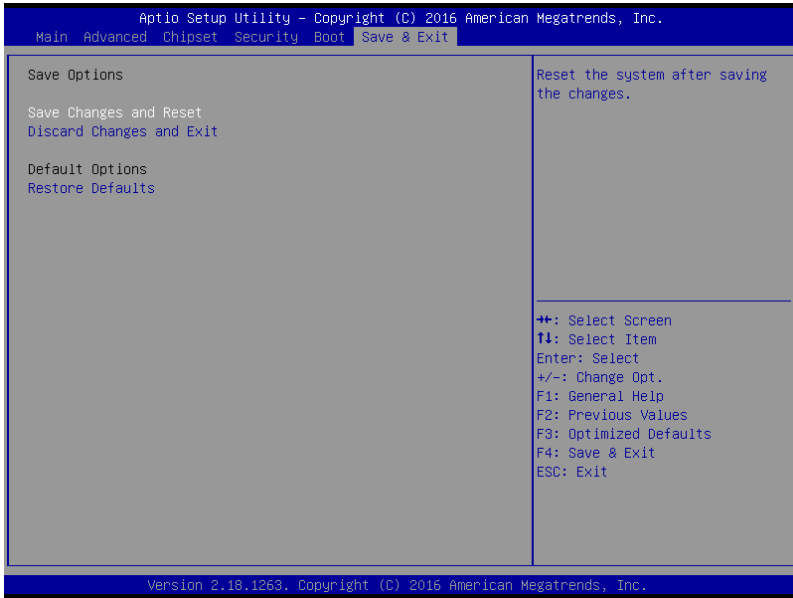 Aptio Setup Utility – Copyright (C) 2016 American Megatrends, Inc.
Main Advanced Chipset Security Boot Save & Exit
Save Options
Save Changes and Reset
Discard Changes and Exit
Default Options
Restore Defaults
Reset the system after saving
the changes.
→←: Select Screen
↑↓: Select Item
Enter: Select
+/-: Change Opt.
F1: General Help
F2: Previous Values
F3: Optimized Defaults
F4: Save & Exit
ESC: Exit
Version 2.18.1263. Copyright (C) 2016 American Megatrends, Inc.